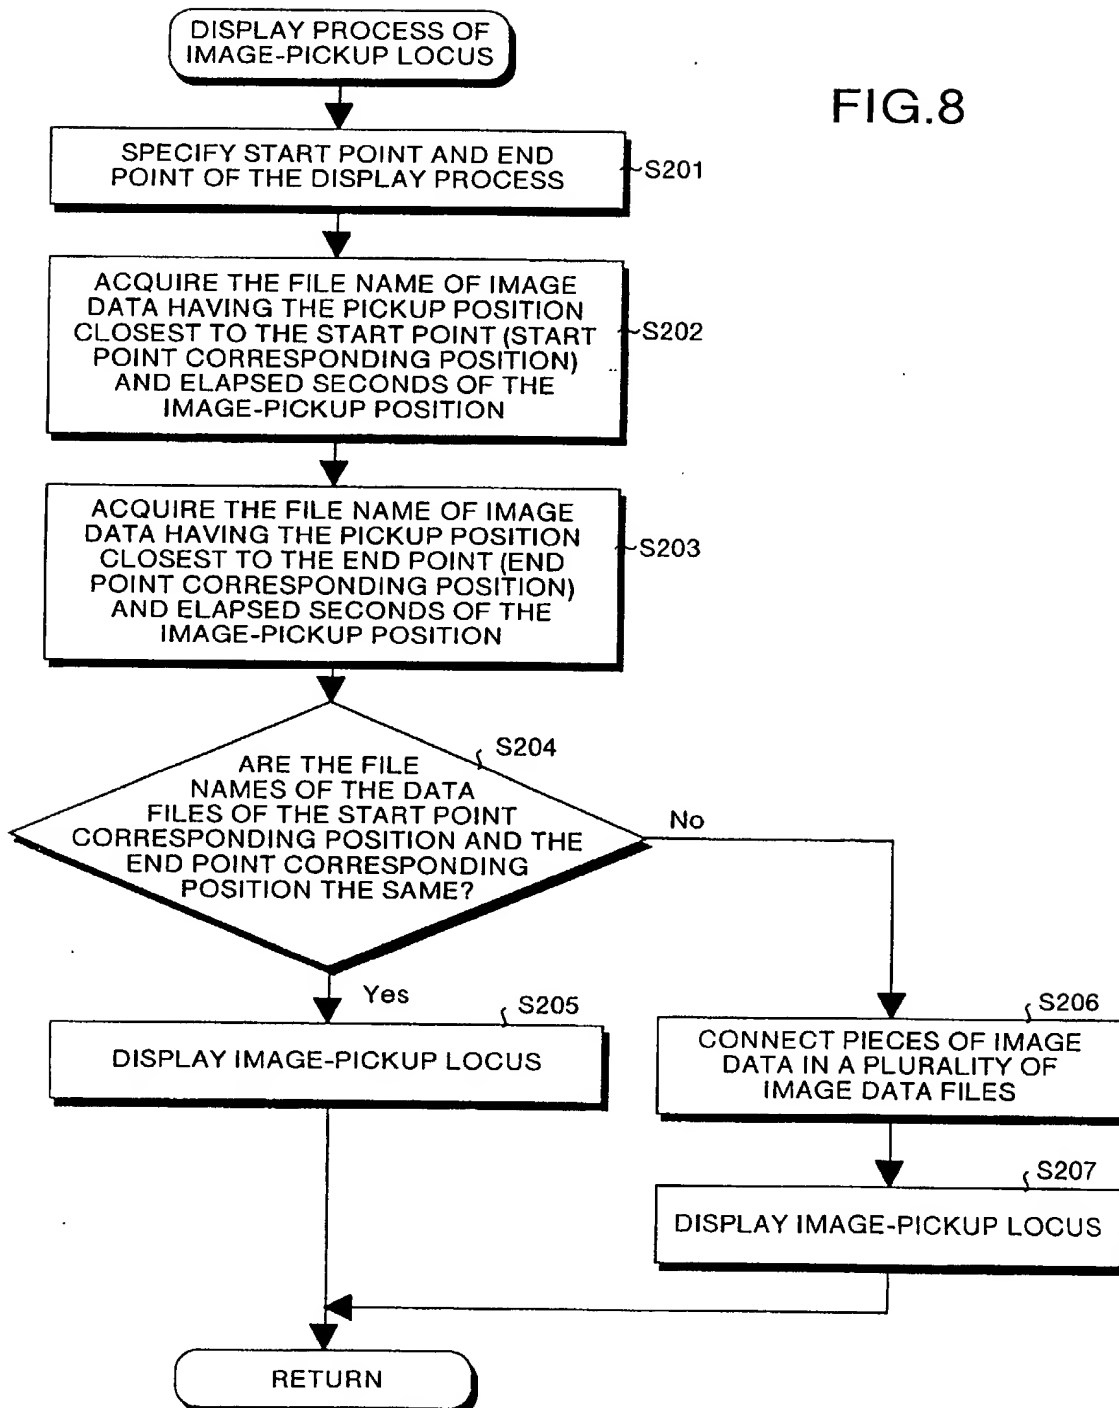 DISPLAY PROCESS OF
IMAGE-PICKUP LOCUS
FIG.8
SPECIFY START POINT AND END
POINT OF THE DISPLAY PROCESS
S201
ACQUIRE THE FILE NAME OF IMAGE
DATA HAVING THE PICKUP POSITION
CLOSEST TO THE START POINT (START
POINT CORRESPONDING POSITION)
AND ELAPSED SECONDS OF THE
IMAGE-PICKUP POSITION
S202
ACQUIRE THE FILE NAME OF IMAGE
DATA HAVING THE PICKUP POSITION
CLOSEST TO THE END POINT (END
POINT CORRESPONDING POSITION)
AND ELAPSED SECONDS OF THE
IMAGE-PICKUP POSITION
S203
S204
ARE THE FILE
NAMES OF THE DATA
FILES OF THE START POINT
CORRESPONDING POSITION AND THE
END POINT CORRESPONDING
POSITION THE SAME?
No
Yes
S205
DISPLAY IMAGE-PICKUP LOCUS
S206
CONNECT PIECES OF IMAGE
DATA IN A PLURALITY OF
IMAGE DATA FILES
S207
DISPLAY IMAGE-PICKUP LOCUS
RETURN